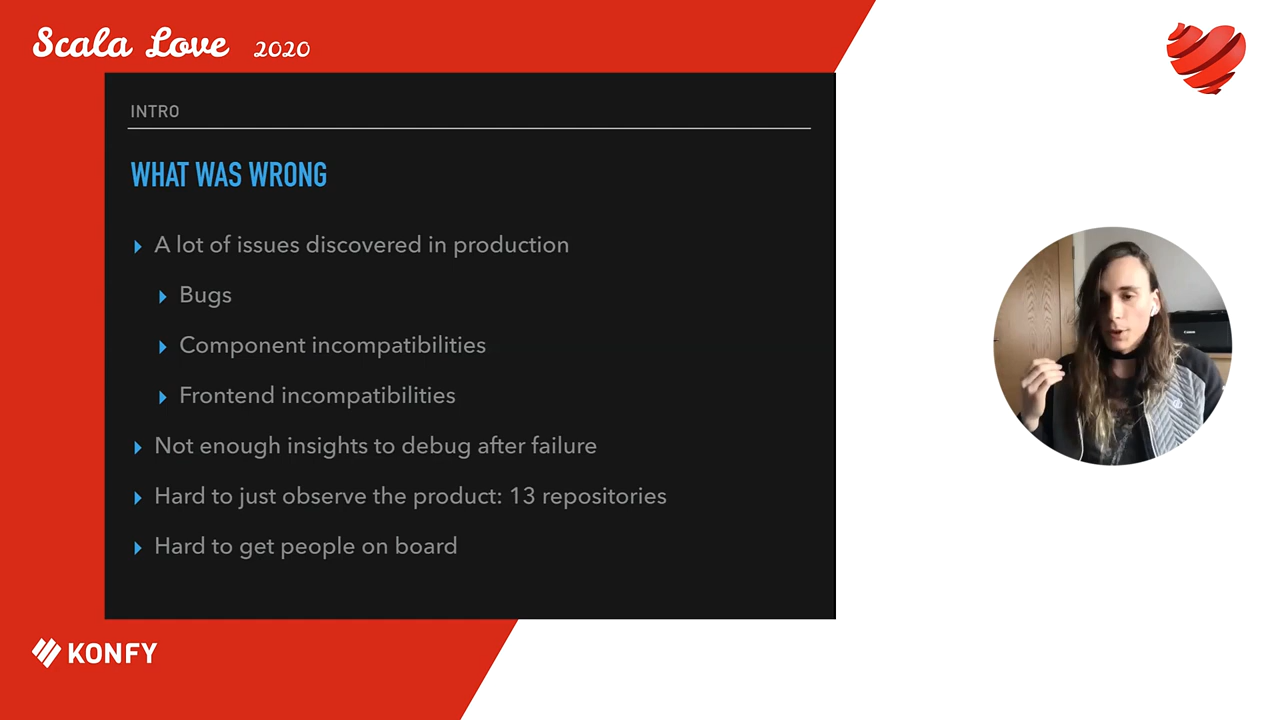 Scala Love 2020
INTRO
WHAT WAS WRONG
A lot of issues discovered in production
Bugs
Component incompatibilities
Frontend incompatibilities
Not enough insights to debug after failure
Hard to just observe the product: 13 repositories
Hard to get people on board
Canon
KONFY